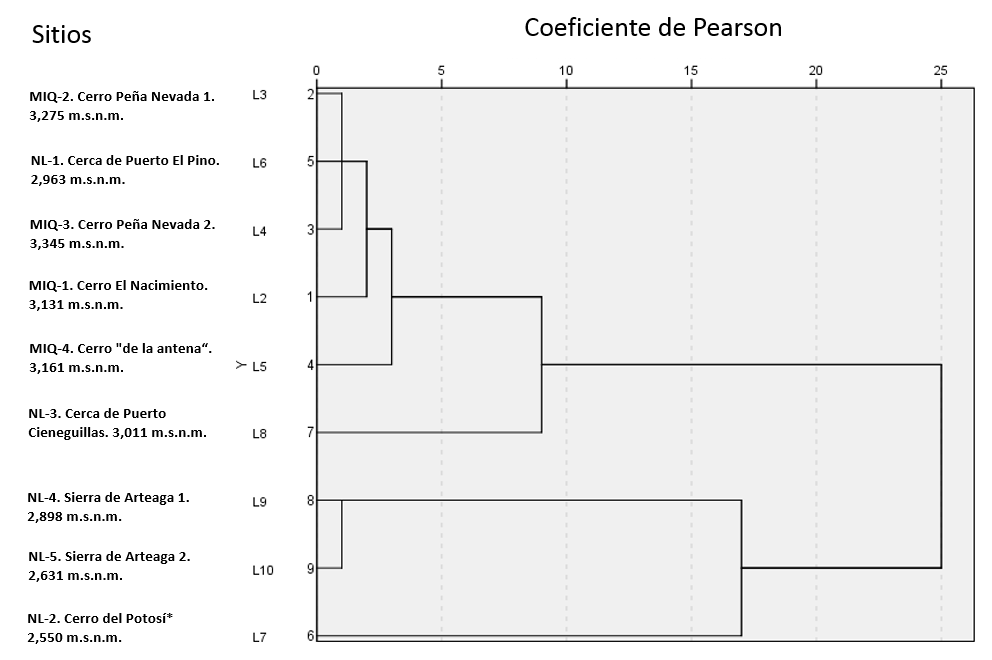 Sitios
Coeficiente de Pearson
0 5 10 15 20 25
MIQ-2. Cerro Peña Nevada 1. L3 2
3,275 m.s.n.m.
NL-1. Cerca de Puerto El Pino. L6 5
2,963 m.s.n.m.
MIQ-3. Cerro Peña Nevada 2. L4 3
3,345 m.s.n.m.
MIQ-1. Cerro El Nacimiento. L2 1
3,131 m.s.n.m.
MIQ-4. Cerro "de la antena“.
3,161 m.s.n.m. Y L5 4
NL-3. Cerca de Puerto
Cieneguillas. 3,011 m.s.n.m. L8 7
NL-4. Sierra de Arteaga 1. L9 8
2,898 m.s.n.m.
NL-5. Sierra de Arteaga 2.
2,631 m.s.n.m. L10 9
NL-2. Cerro del Potosí*
2,550 m.s.n.m. L7 6